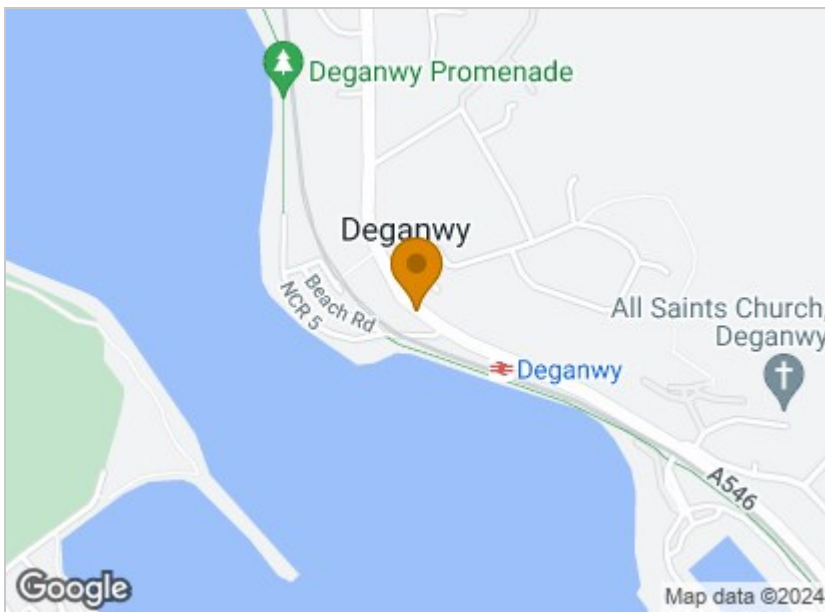 Deganwy Promenade
Deganwy
Beach Rd
NCR 5
All Saints Church,
Deganwy
Deganwy
A546
Google
Map data ©2024